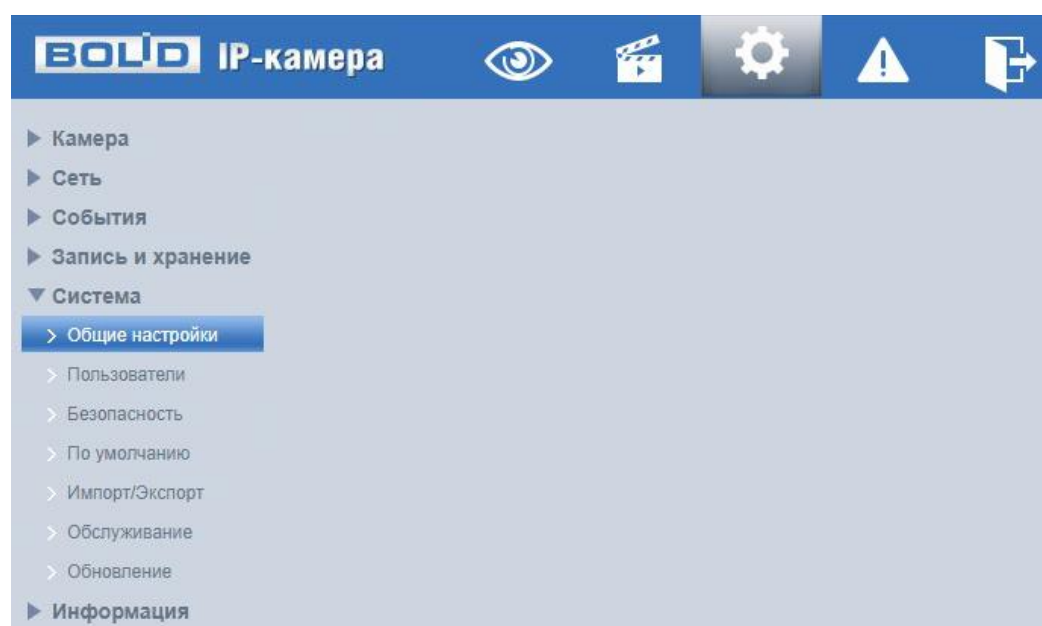 BOLID IP-камера
Камера
Сеть
События
Запись и хранение
Система
Общие настройки
Пользователи
Безопасность
По умолчанию
Импорт/Экспорт
Обслуживание
Обновление
Информация